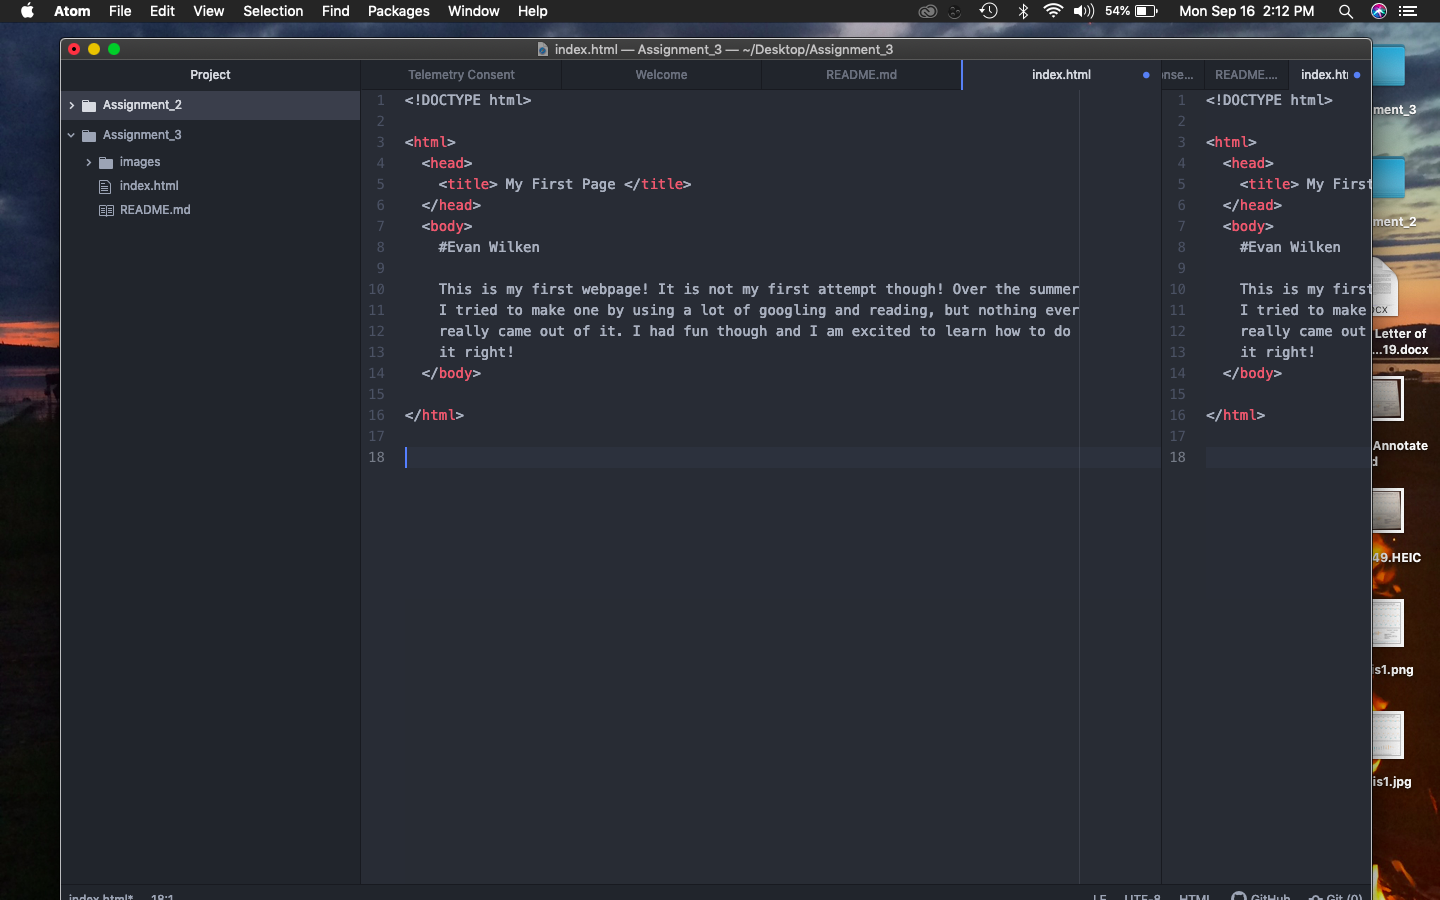 Atom File Edit View Selection Find Packages Window Help 54% Mon Sep 16 2:12 PM
index.html — Assignment_3 — ~/Desktop/Assignment_3
Project
Assignment_2
Assignment_3
images
index.html
README.md
Telemetry Consent Welcome README.md index.html
1 <!DOCTYPE html>
2
3 <html>
4 <head>
5 <title> My First Page </title>
6 </head>
7 <body>
8 #Evan Wilken
9
10 This is my first webpage! It is not my first attempt though! Over the summer
11 I tried to make one by using a lot of googling and reading, but nothing ever
12 really came out of it. I had fun though and I am excited to learn how to do
13 it right!
14 </body>
15
16 </html>
17
18
onse... README.... index.ht
1 <!DOCTYPE html>
2
3 <html>
4 <head>
5 <title> My First
6 </head>
7 <body>
8 #Evan Wilken
9
10 This is my first
11 I tried to make
12 really came out
13 it right!
14 </body>
15
16 </html>
17
18
index.html* 18:1 LF UTF-8 HTML GitHub Git (0)
ment_3
ment_2
OCX
Letter of
...19.docx
Annotate
d
49.HEIC
is1.png
is1.jpg